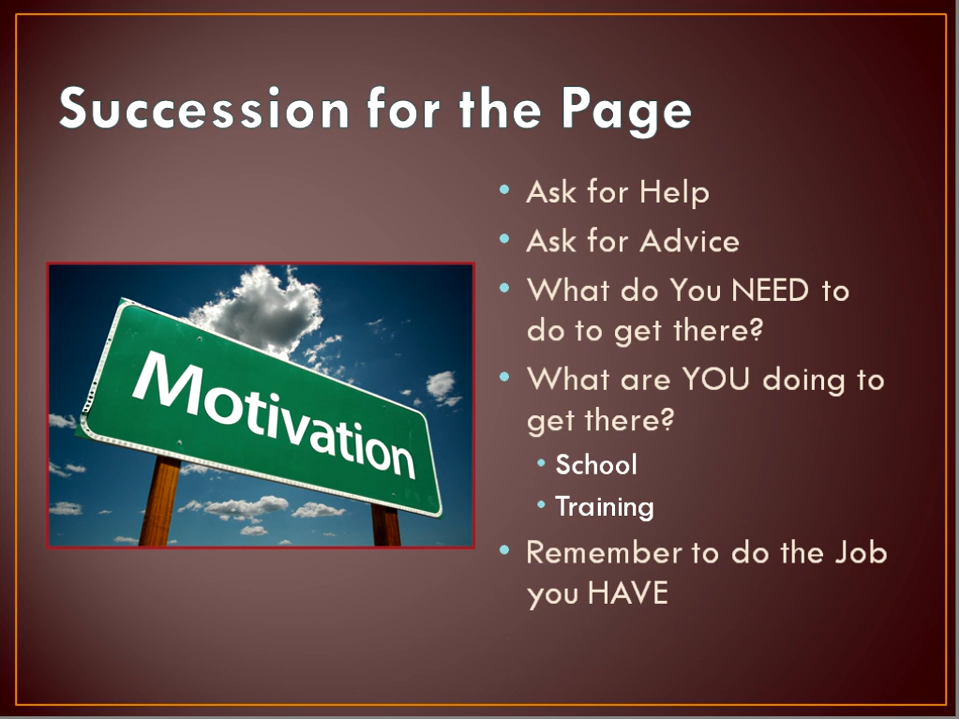 Succession for the Page
Motivation
• Ask for Help
• Ask for Advice
• What do You NEED to
do to get there?
• What are YOU doing to
get there?
• School
• Training
• Remember to do the Job
you HAVE